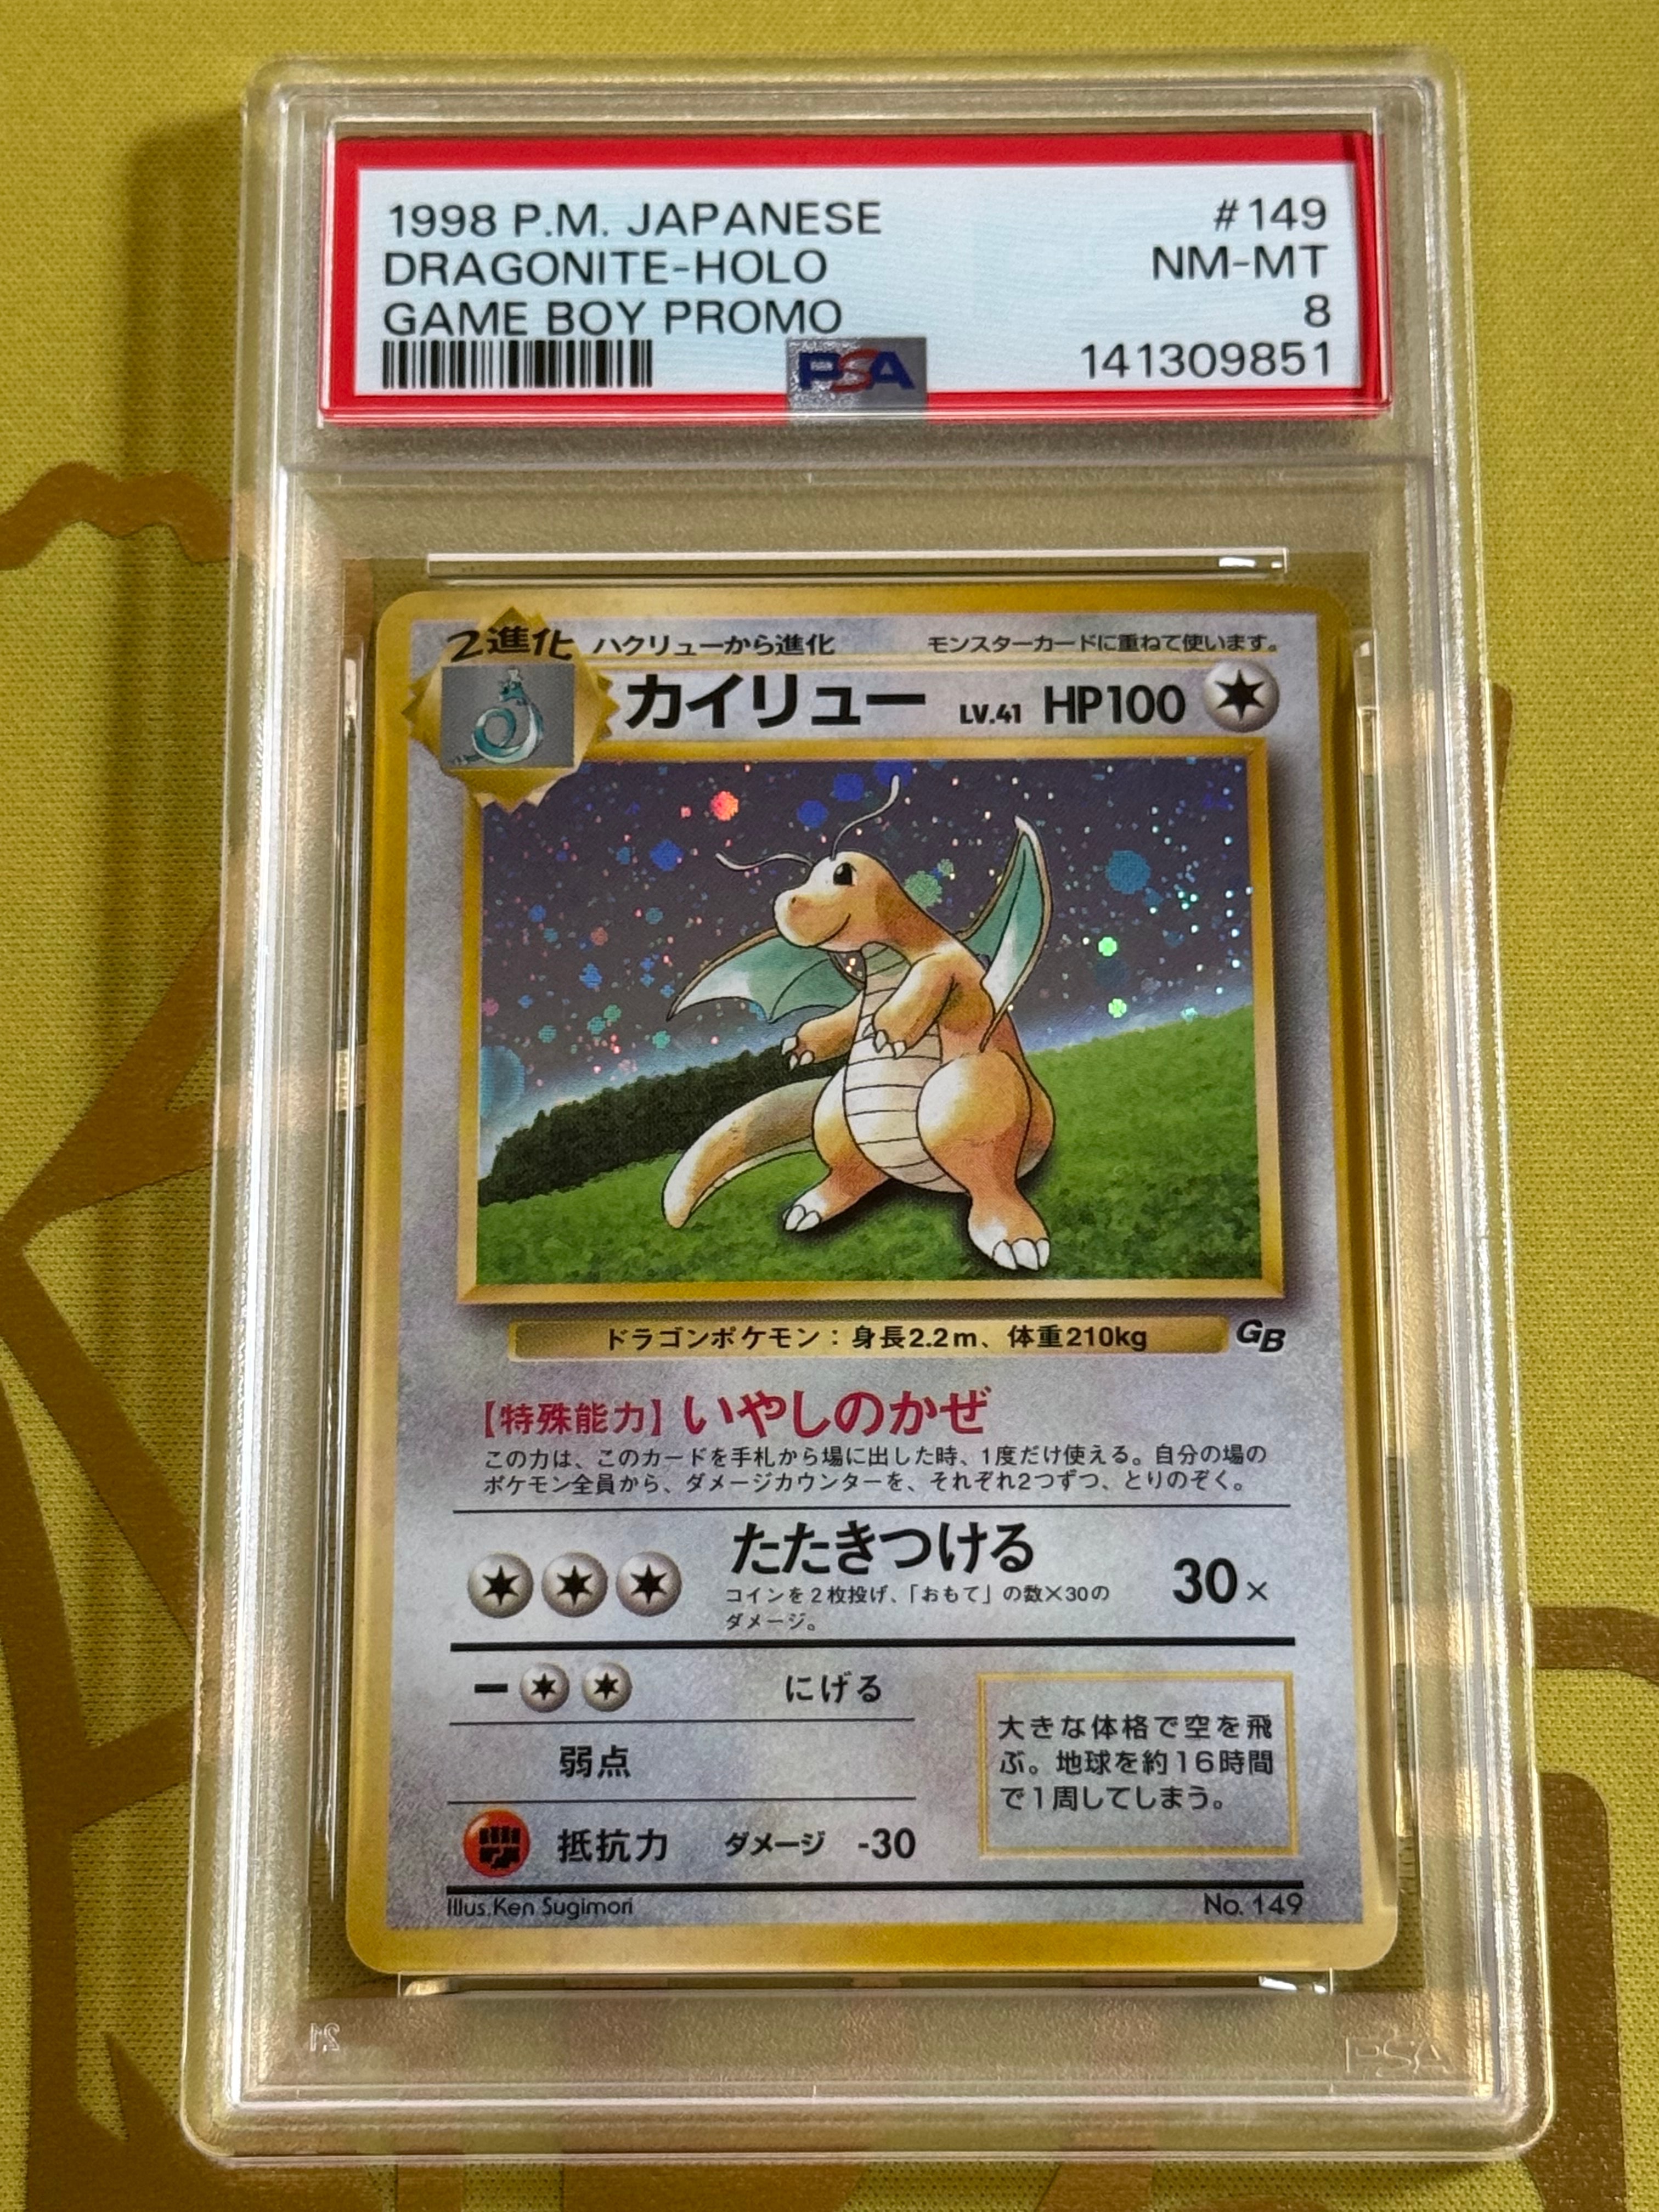 1998 P.M. JAPANESE #149
DRAGONITE-HOLO NM-MT
GAME BOY PROMO 8
PSA 141309851
2進化 ハクリューから進化 モンスターカードに重ねて使います。
カイリュー LV.41 HP100
ドラゴンポケモン：身長2.2m、体重210kg GB
【特殊能力】いやしのかぜ
この力は、このカードを手札から場に出した時、1度だけ使える。自分の場の
ポケモン全員から、ダメージカウンターを、それぞれ2つずつ、とりのぞく。
たたきつける 30×
コインを2枚投げ、「おもて」の数×30の
ダメージ。
ー にげる
弱点
抵抗力 ダメージ -30
大きな体格で空を飛
ぶ。地球を約16時間
で1周してしまう。
Illus.Ken Sugimori No. 149
PSA